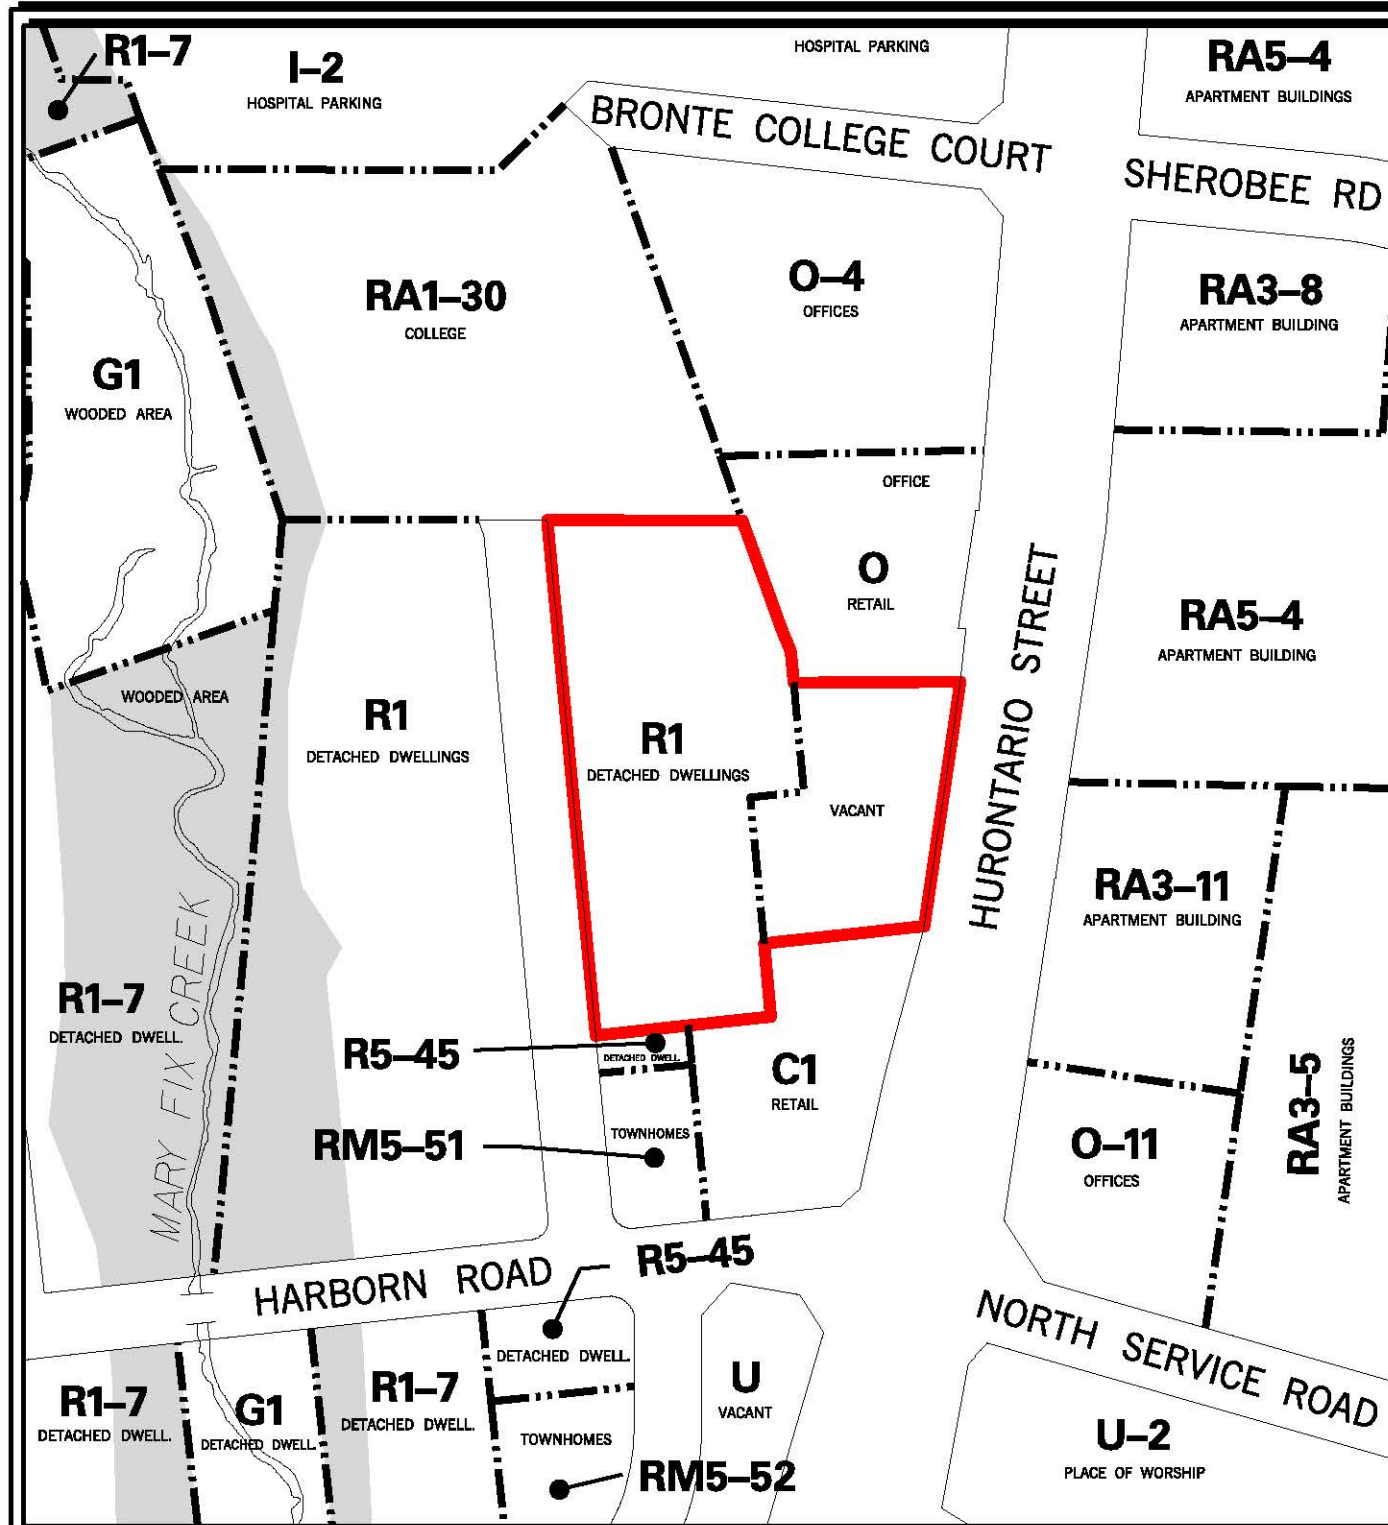 R1–7
I–2
HOSPITAL PARKING
HOSPITAL PARKING
RA5–4
APARTMENT BUILDINGS
BRONTE COLLEGE COURT
SHEROBEE RD
RA1–30
COLLEGE
O–4
OFFICES
RA3–8
APARTMENT BUILDING
G1
WOODED AREA
OFFICE
O
RETAIL
HURONTARIO STREET
RA5–4
APARTMENT BUILDING
WOODED AREA
R1
DETACHED DWELLINGS
R1
DETACHED DWELLINGS
VACANT
RA3–11
APARTMENT BUILDING
MARY FIX CREEK
R1–7
DETACHED DWELL.
R5–45
DETACHED DWELL.
C1
RETAIL
RA3–5
APARTMENT BUILDINGS
RM5–51
TOWNHOMES
O–11
OFFICES
HARBORN ROAD
R5–45
DETACHED DWELL.
NORTH SERVICE ROAD
R1–7
DETACHED DWELL.
G1
DETACHED DWELL.
R1–7
DETACHED DWELL.
TOWNHOMES
RM5–52
U
VACANT
U–2
PLACE OF WORSHIP